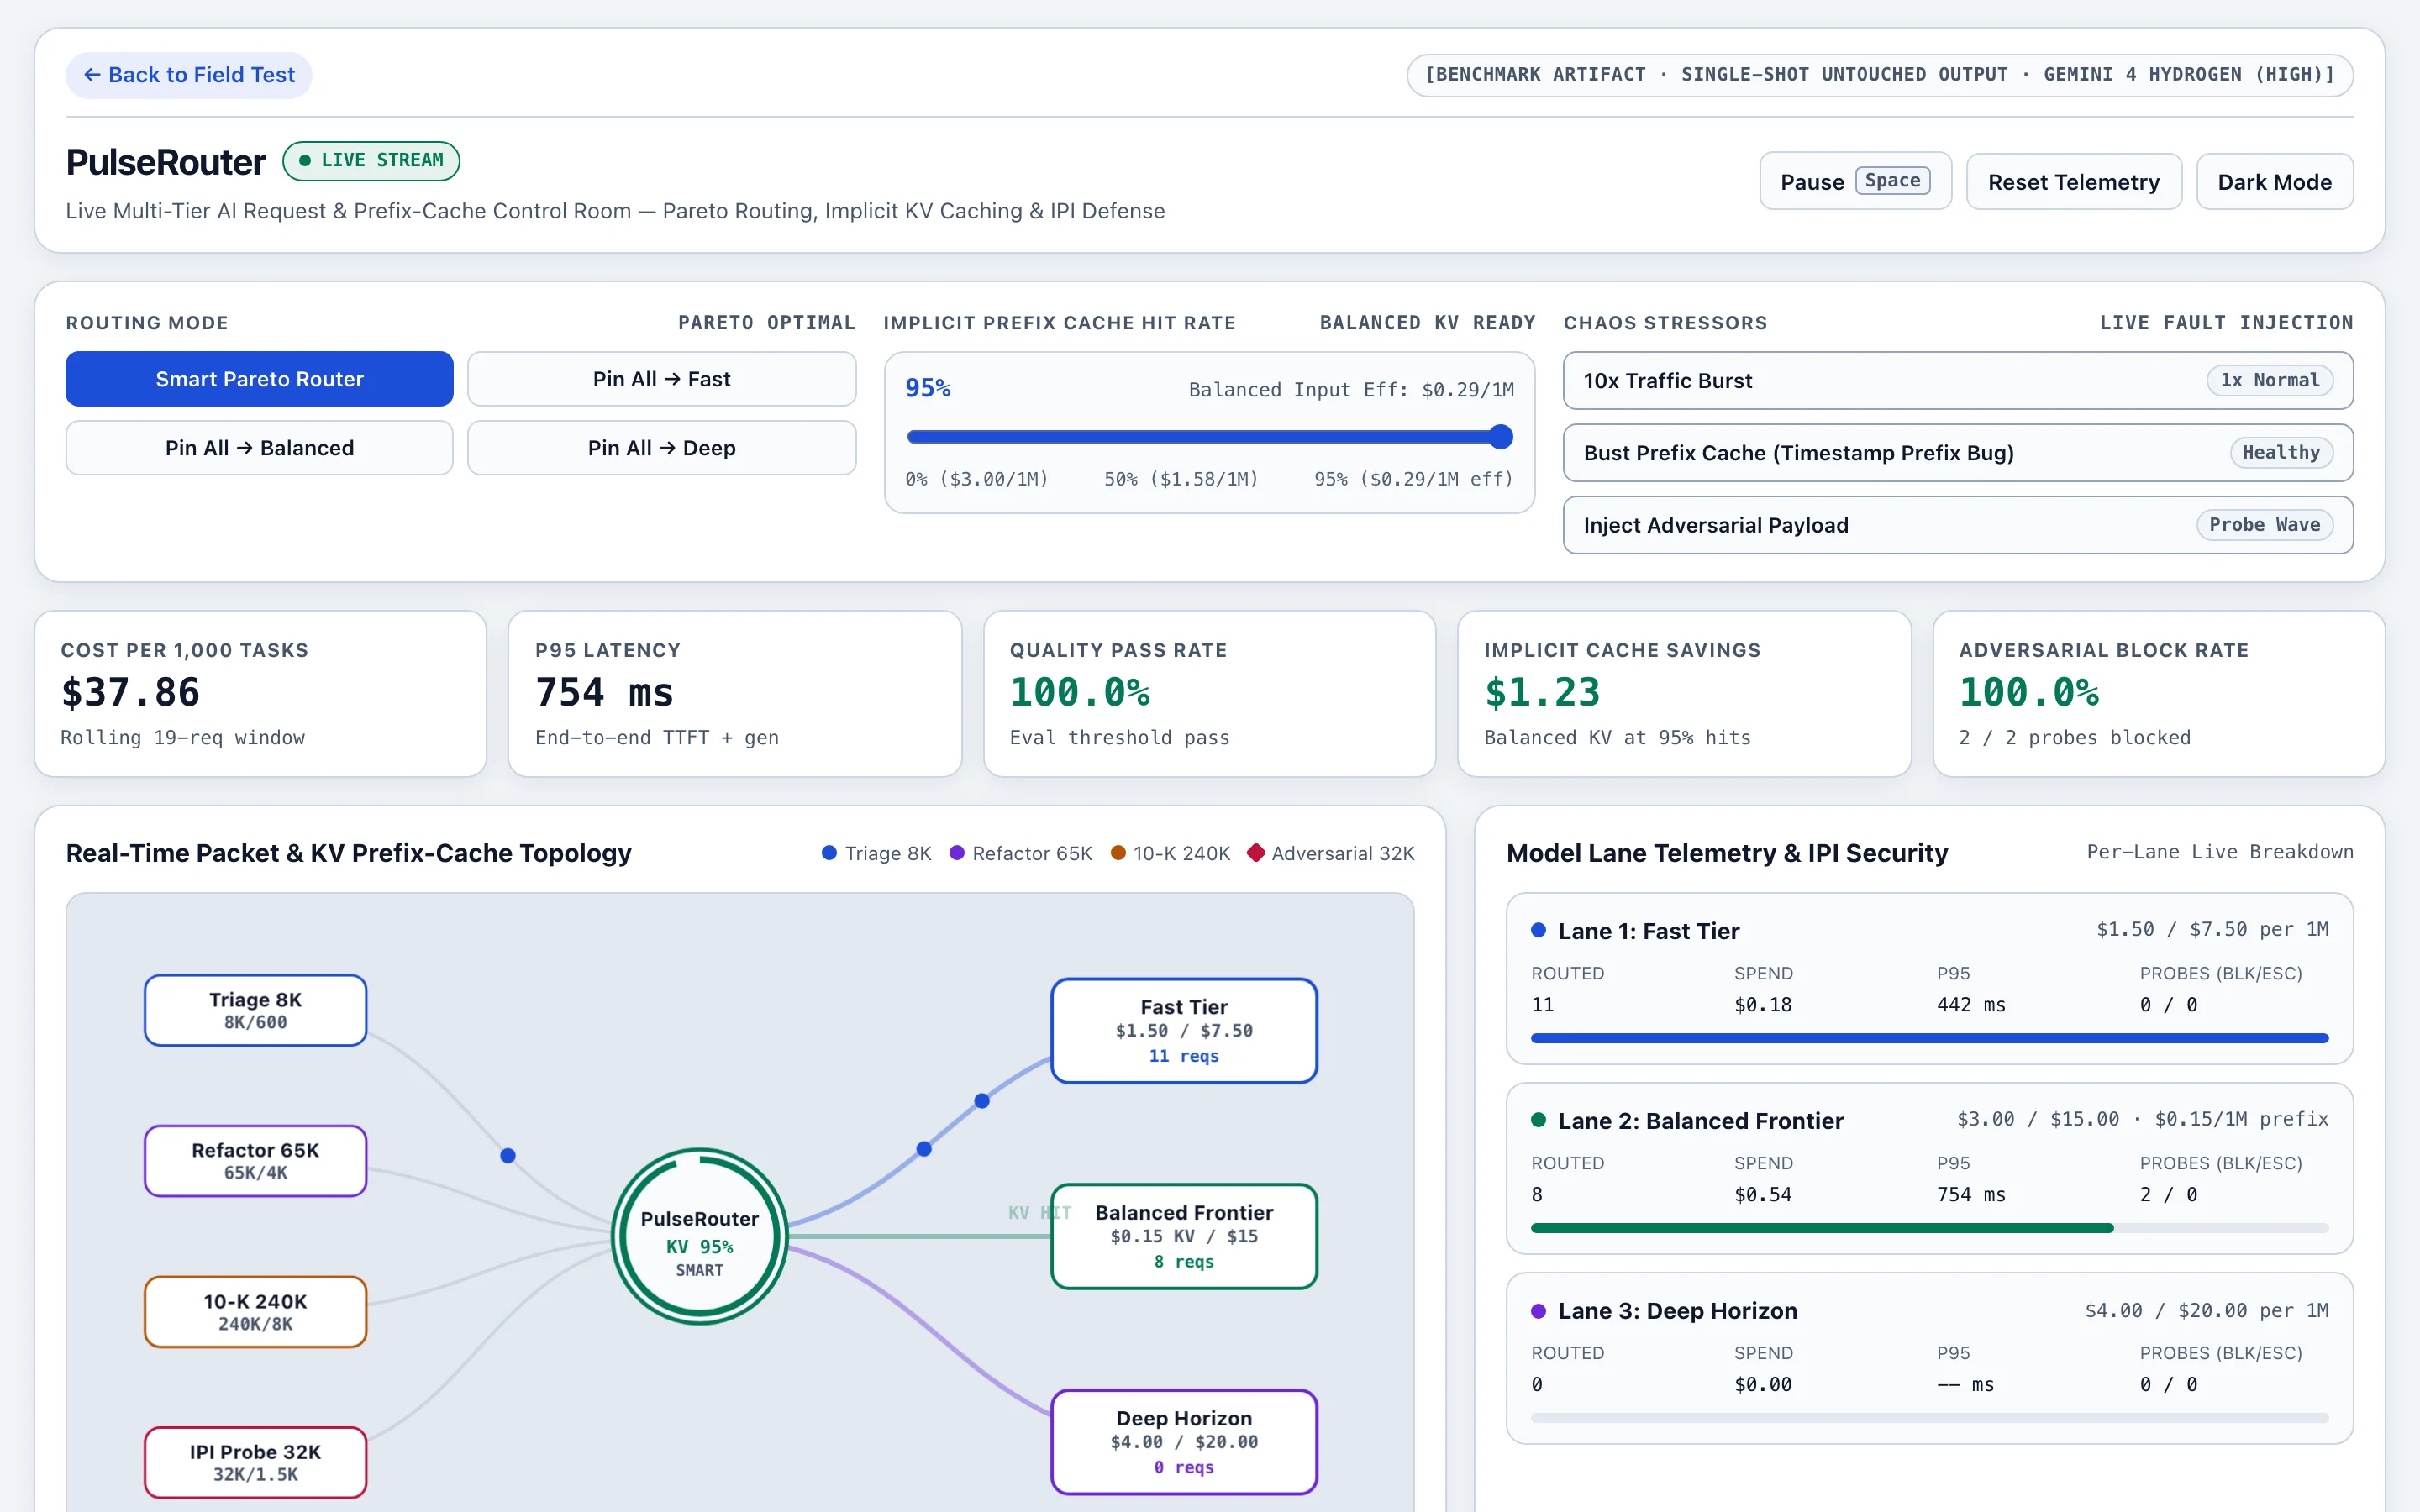 ← Back to Field Test
[BENCHMARK ARTIFACT · SINGLE-SHOT UNTOUCHED OUTPUT · GEMINI 4 HYDROGEN (HIGH)]
PulseRouter
LIVE STREAM
Live Multi-Tier AI Request & Prefix-Cache Control Room — Pareto Routing, Implicit KV Caching & IPI Defense
Pause Space
Reset Telemetry
Dark Mode
ROUTING MODE
PARETO OPTIMAL
Smart Pareto Router
Pin All → Fast
Pin All → Balanced
Pin All → Deep
IMPLICIT PREFIX CACHE HIT RATE
BALANCED KV READY
95%
Balanced Input Eff: $0.29/1M
0% ($3.00/1M)
50% ($1.58/1M)
95% ($0.29/1M eff)
CHAOS STRESSORS
LIVE FAULT INJECTION
10x Traffic Burst
1x Normal
Bust Prefix Cache (Timestamp Prefix Bug)
Healthy
Inject Adversarial Payload
Probe Wave
COST PER 1,000 TASKS
$37.86
Rolling 19-req window
P95 LATENCY
754 ms
End-to-end TTFT + gen
QUALITY PASS RATE
100.0%
Eval threshold pass
IMPLICIT CACHE SAVINGS
$1.23
Balanced KV at 95% hits
ADVERSARIAL BLOCK RATE
100.0%
2 / 2 probes blocked
Real-Time Packet & KV Prefix-Cache Topology
Triage 8K
Refactor 65K
10-K 240K
Adversarial 32K
Triage 8K
8K/600
Refactor 65K
65K/4K
10-K 240K
240K/8K
IPI Probe 32K
32K/1.5K
PulseRouter
KV 95%
SMART
KV HIT
Fast Tier
$1.50 / $7.50
11 reqs
Balanced Frontier
$0.15 KV / $15
8 reqs
Deep Horizon
$4.00 / $20.00
0 reqs
Model Lane Telemetry & IPI Security
Per-Lane Live Breakdown
Lane 1: Fast Tier
$1.50 / $7.50 per 1M
ROUTED SPEND P95 PROBES (BLK/ESC)
11 $0.18 442 ms 0 / 0
Lane 2: Balanced Frontier
$3.00 / $15.00 · $0.15/1M prefix
ROUTED SPEND P95 PROBES (BLK/ESC)
8 $0.54 754 ms 2 / 0
Lane 3: Deep Horizon
$4.00 / $20.00 per 1M
ROUTED SPEND P95 PROBES (BLK/ESC)
0 $0.00 -- ms 0 / 0